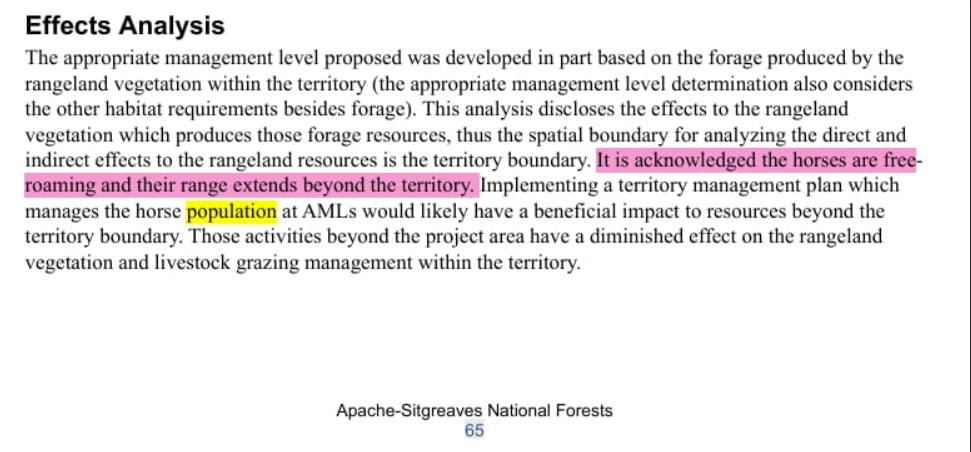 Effects Analysis
The appropriate management level proposed was developed in part based on the forage produced by the
rangeland vegetation within the territory (the appropriate management level determination also considers
the other habitat requirements besides forage). This analysis discloses the effects to the rangeland
vegetation which produces those forage resources, thus the spatial boundary for analyzing the direct and
indirect effects to the rangeland resources is the territory boundary. It is acknowledged the horses are free-
roaming and their range extends beyond the territory. Implementing a territory management plan which
manages the horse population at AMLs would likely have a beneficial impact to resources beyond the
territory boundary. Those activities beyond the project area have a diminished effect on the rangeland
vegetation and livestock grazing management within the territory.
Apache-Sitgreaves National Forests
65